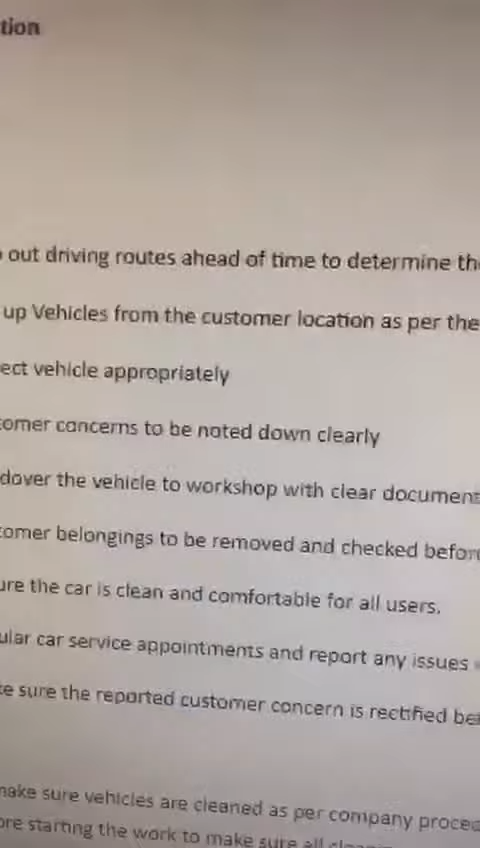 tion
out driving routes ahead of time to determine th
up Vehicles from the customer location as per the
ect vehicle appropriately
omer concerns to be noted down clearly
dover the vehicle to workshop with clear document
omer belongings to be removed and checked before
ure the car is clean and comfortable for all users.
ular car service appointments and report any issues
e sure the reported customer concern is rectified be
make sure vehicles are cleaned as per company proced
ore starting the work to make sure all